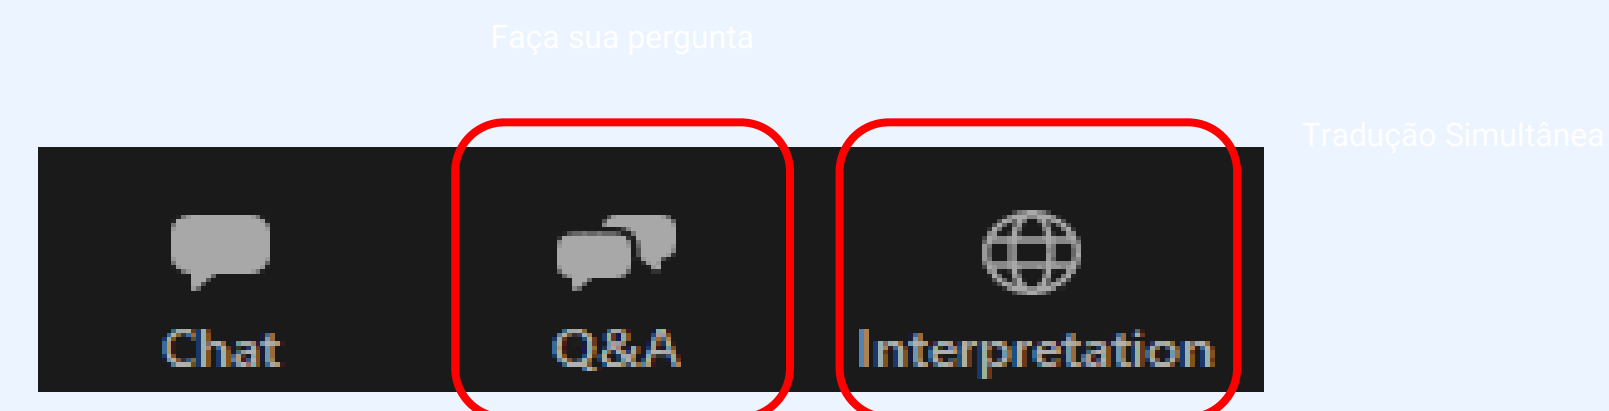 Faça sua pergunta
Tradução Simultânea
Chat
Q&A
Interpretation